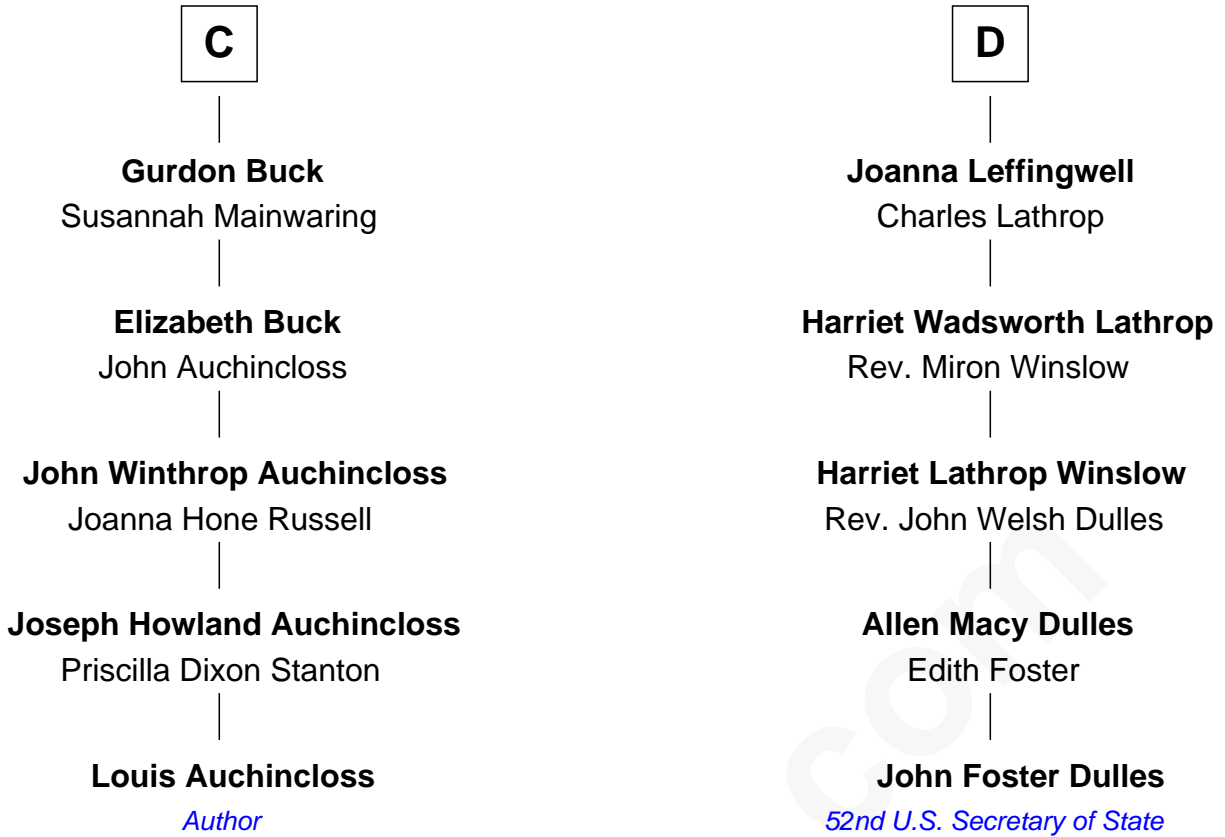 C
Gurdon Buck
Susannah Mainwaring
Elizabeth Buck
John Auchincloss
John Winthrop Auchincloss
Joanna Hone Russell
Joseph Howland Auchincloss
Priscilla Dixon Stanton
Louis Auchincloss
Author
D
Joanna Leffingwell
Charles Lathrop
Harriet Wadsworth Lathrop
Rev. Miron Winslow
Harriet Lathrop Winslow
Rev. John Welsh Dulles
Allen Macy Dulles
Edith Foster
John Foster Dulles
52nd U.S. Secretary of State
com